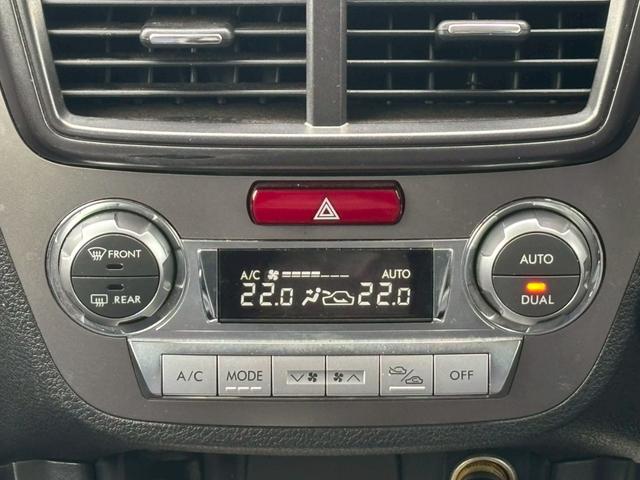 FRONT
REAR
A/C AUTO
22.0 22.0
AUTO
DUAL
A/C
MODE
OFF